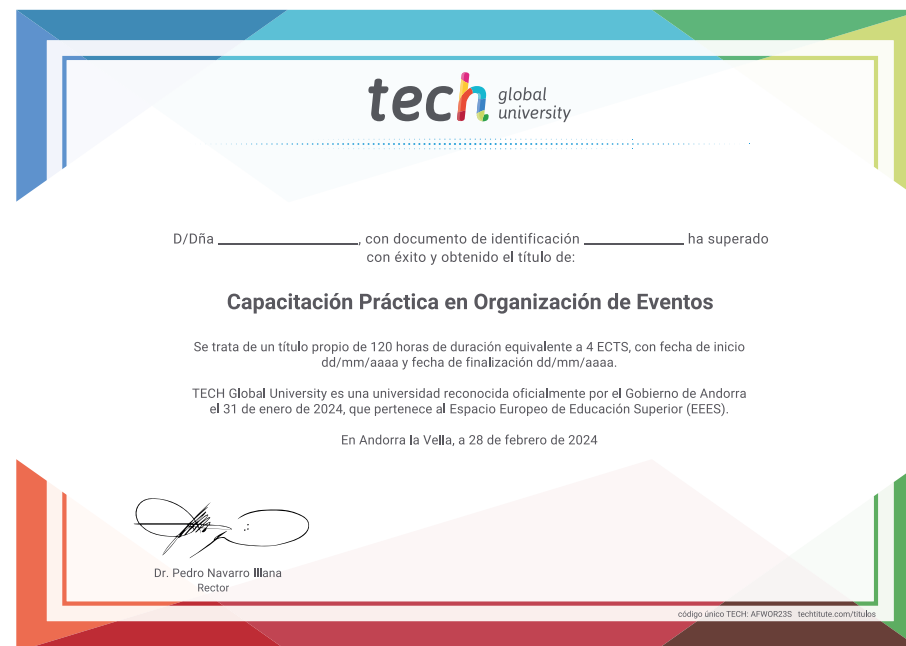 tech global university
D/Dña ____________, con documento de identificación ____________ ha superado
con éxito y obtenido el título de:
Capacitación Práctica en Organización de Eventos
Se trata de un título propio de 120 horas de duración equivalente a 4 ECTS, con fecha de inicio
dd/mm/aaaa y fecha de finalización dd/mm/aaaa.
TECH Global University es una universidad reconocida oficialmente por el Gobierno de Andorra
el 31 de enero de 2024, que pertenece al Espacio Europeo de Educación Superior (EEES).
En Andorra la Vella, a 28 de febrero de 2024
Dr. Pedro Navarro Illana
Rector
código único TECH: AFWOR23S techtitute.com/titulos